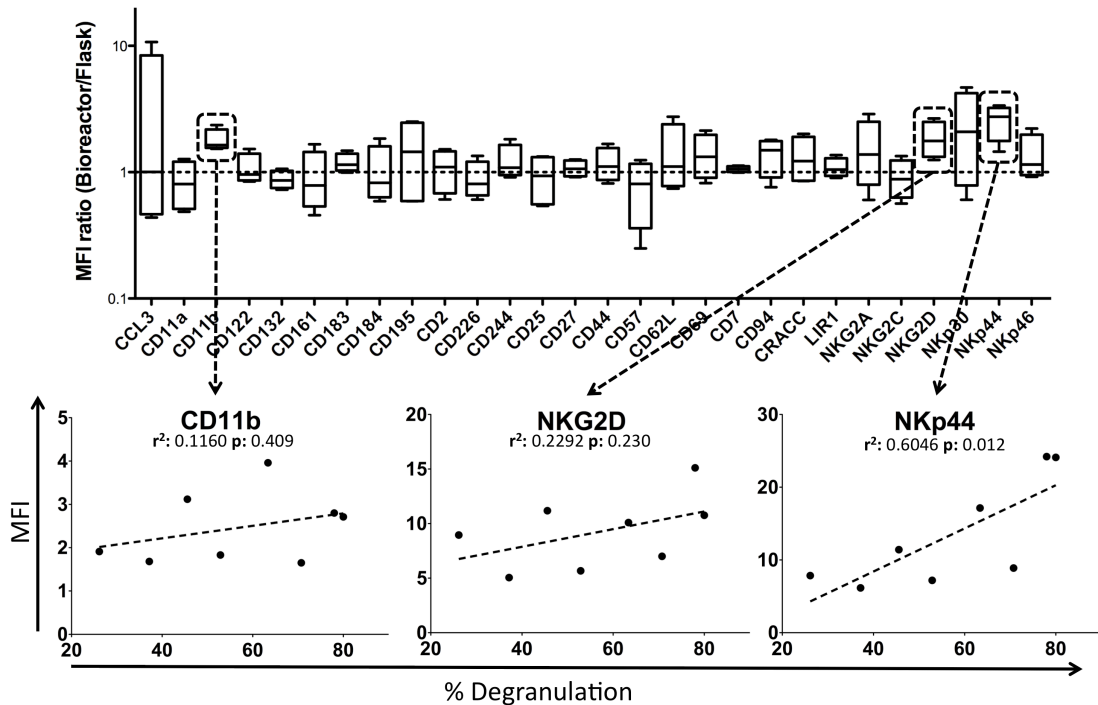 MFI ratio (Bioreactor/Flask)
10
1
0.1
CCL3
CD11a
CD11b
CD122
CD132
CD161
CD183
CD184
CD195
CD2
CD226
CD244
CD25
CD27
CD44
CD57
CD62L
CD69
CD7
CD94
CRACC
LIR1
NKG2A
NKG2C
NKG2D
NKp30
NKp44
NKp46
MFI
CD11b
r²: 0.1160 p: 0.409
5
4
3
2
1
0
20 40 60 80
NKG2D
r²: 0.2292 p: 0.230
20
15
10
5
0
20 40 60 80
NKp44
r²: 0.6046 p: 0.012
30
20
10
0
20 40 60 80
% Degranulation